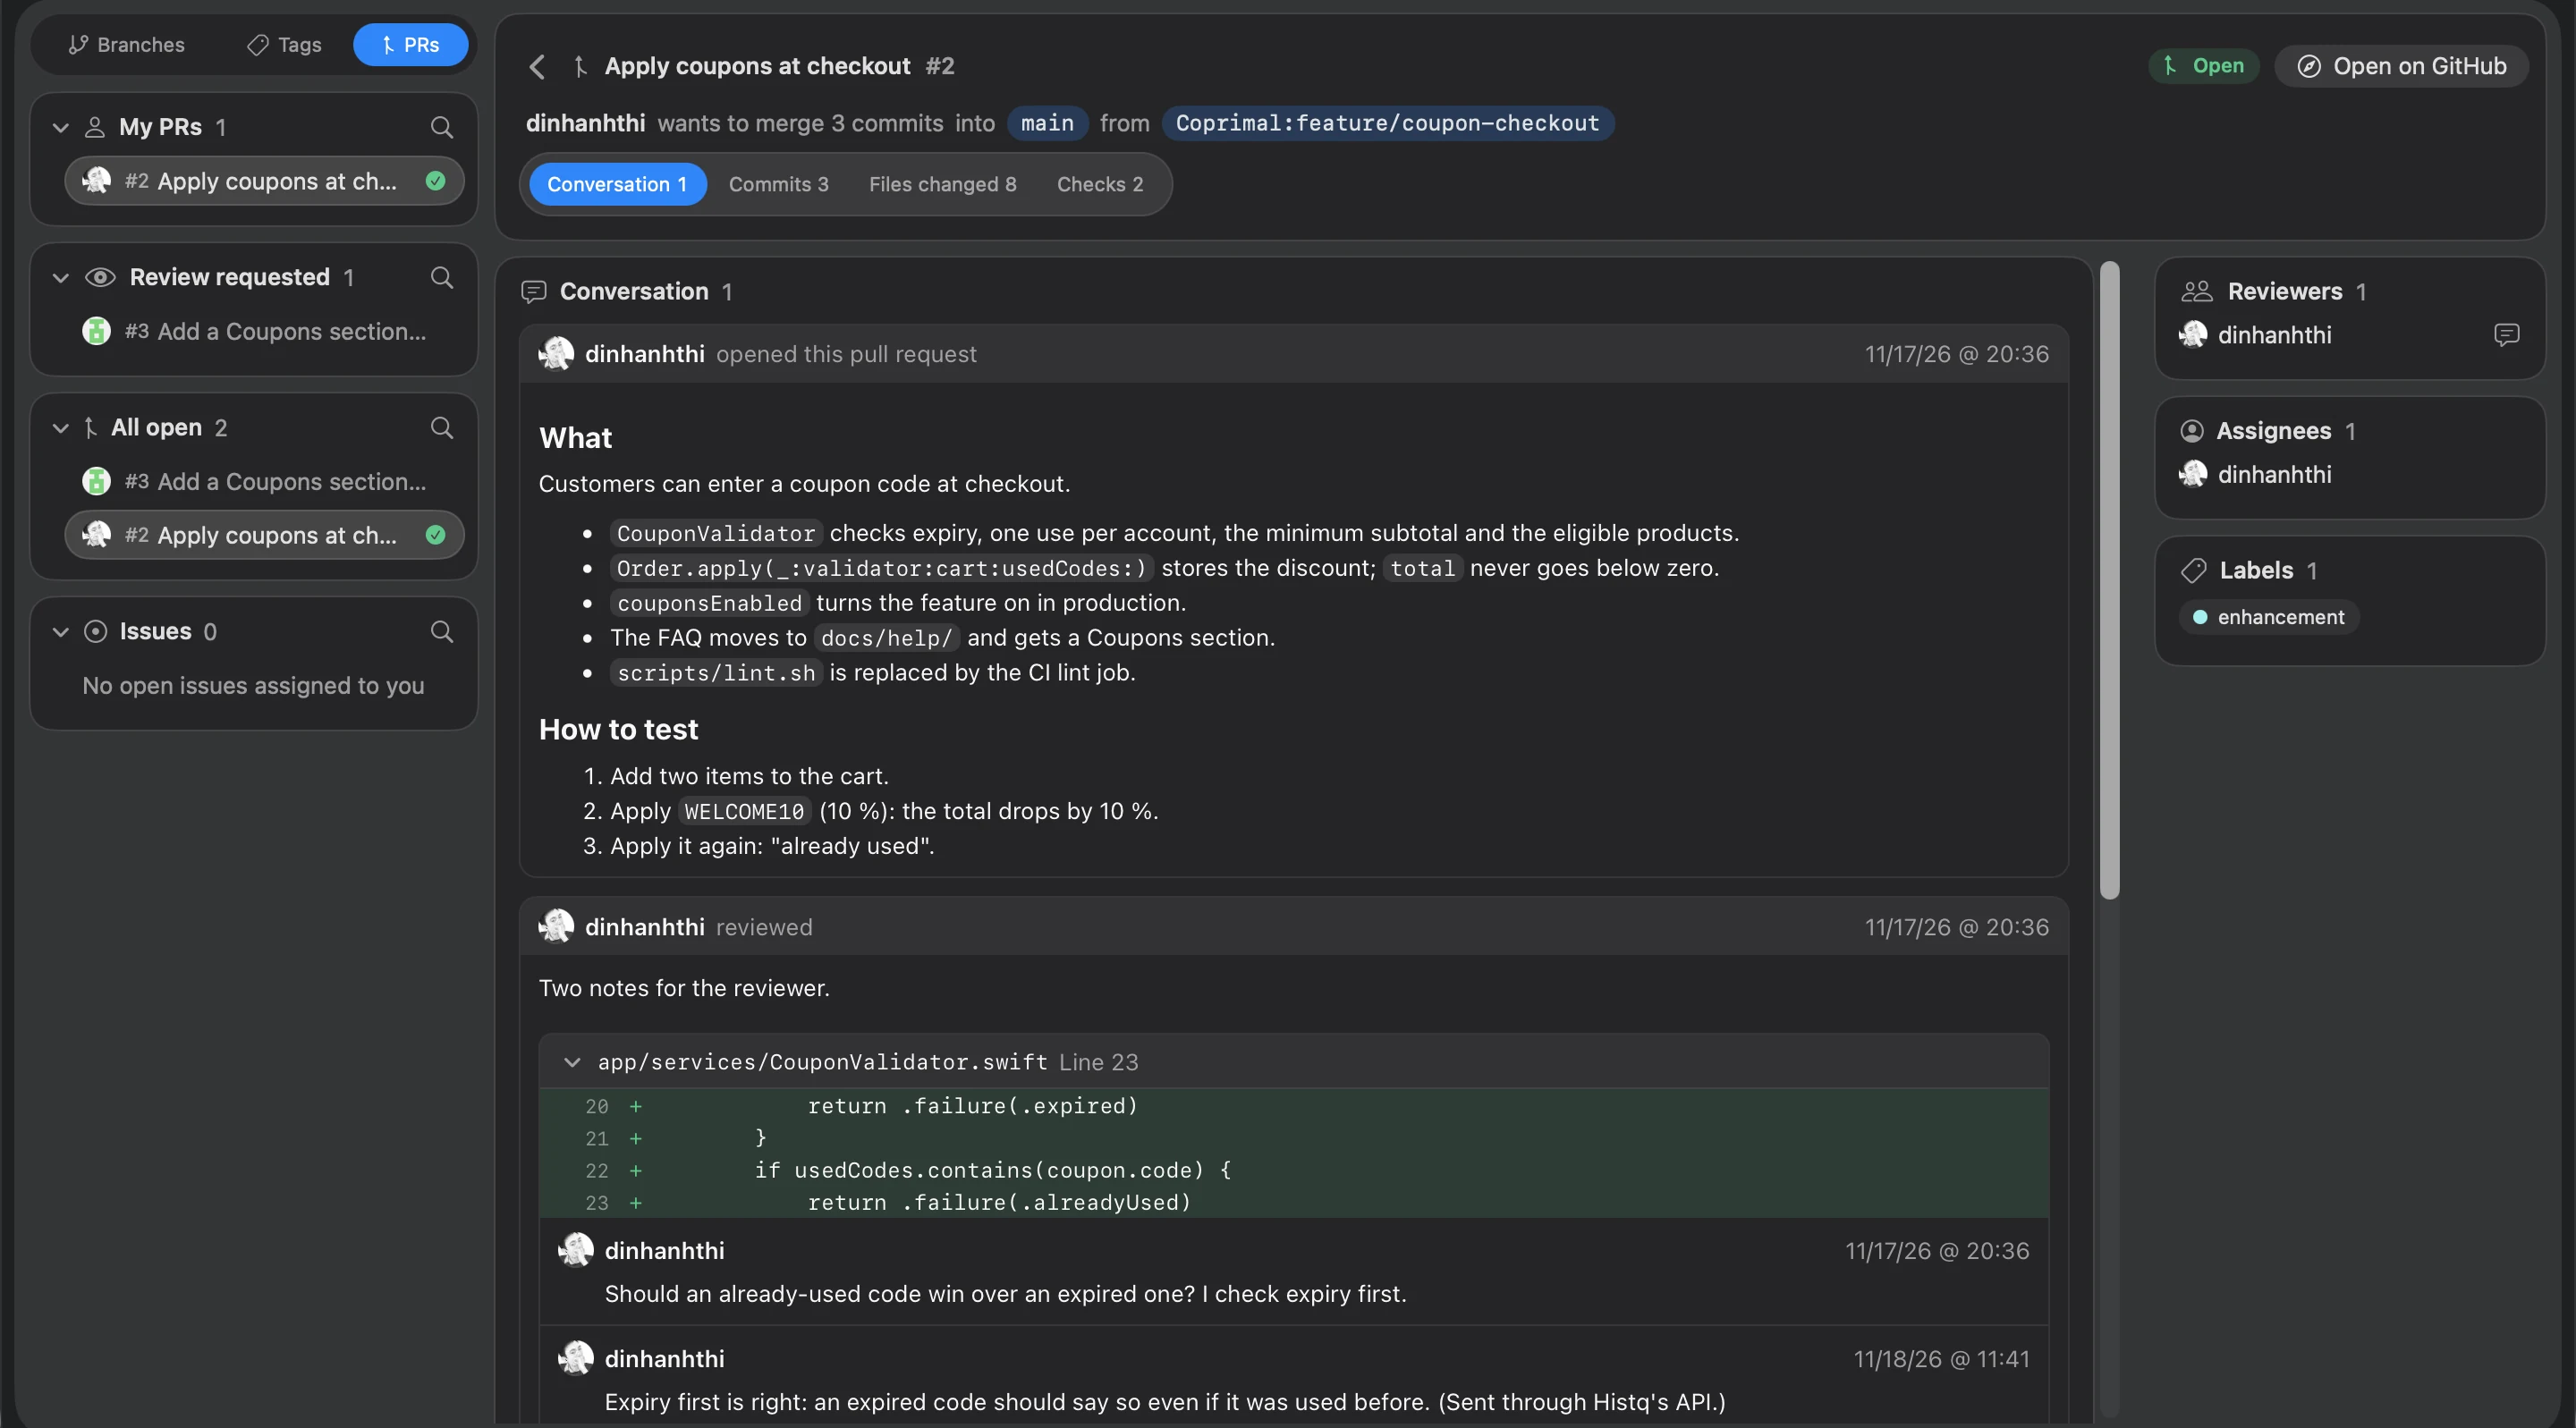 Branches Tags PRs
My PRs 1
#2 Apply coupons at ch...
Review requested 1
#3 Add a Coupons section...
All open 2
#3 Add a Coupons section...
#2 Apply coupons at ch...
Issues 0
No open issues assigned to you
Apply coupons at checkout #2
Open Open on GitHub
dinhanhthi wants to merge 3 commits into main from Coprimal:feature/coupon-checkout
Conversation 1 Commits 3 Files changed 8 Checks 2
Conversation 1
dinhanhthi opened this pull request 11/17/26 @ 20:36
What
Customers can enter a coupon code at checkout.
• CouponValidator checks expiry, one use per account, the minimum subtotal and the eligible products.
• Order.apply(_:validator:cart:usedCodes:) stores the discount; total never goes below zero.
• couponsEnabled turns the feature on in production.
• The FAQ moves to docs/help/ and gets a Coupons section.
• scripts/lint.sh is replaced by the CI lint job.
How to test
1. Add two items to the cart.
2. Apply WELCOME10 (10 %): the total drops by 10 %.
3. Apply it again: "already used".
dinhanhthi reviewed 11/17/26 @ 20:36
Two notes for the reviewer.
app/services/CouponValidator.swift Line 23
20 + return .failure(.expired)
21 + }
22 + if usedCodes.contains(coupon.code) {
23 + return .failure(.alreadyUsed)
dinhanhthi 11/17/26 @ 20:36
Should an already-used code win over an expired one? I check expiry first.
dinhanhthi 11/18/26 @ 11:41
Expiry first is right: an expired code should say so even if it was used before. (Sent through Histq's API.)
Reviewers 1
dinhanhthi
Assignees 1
dinhanhthi
Labels 1
enhancement